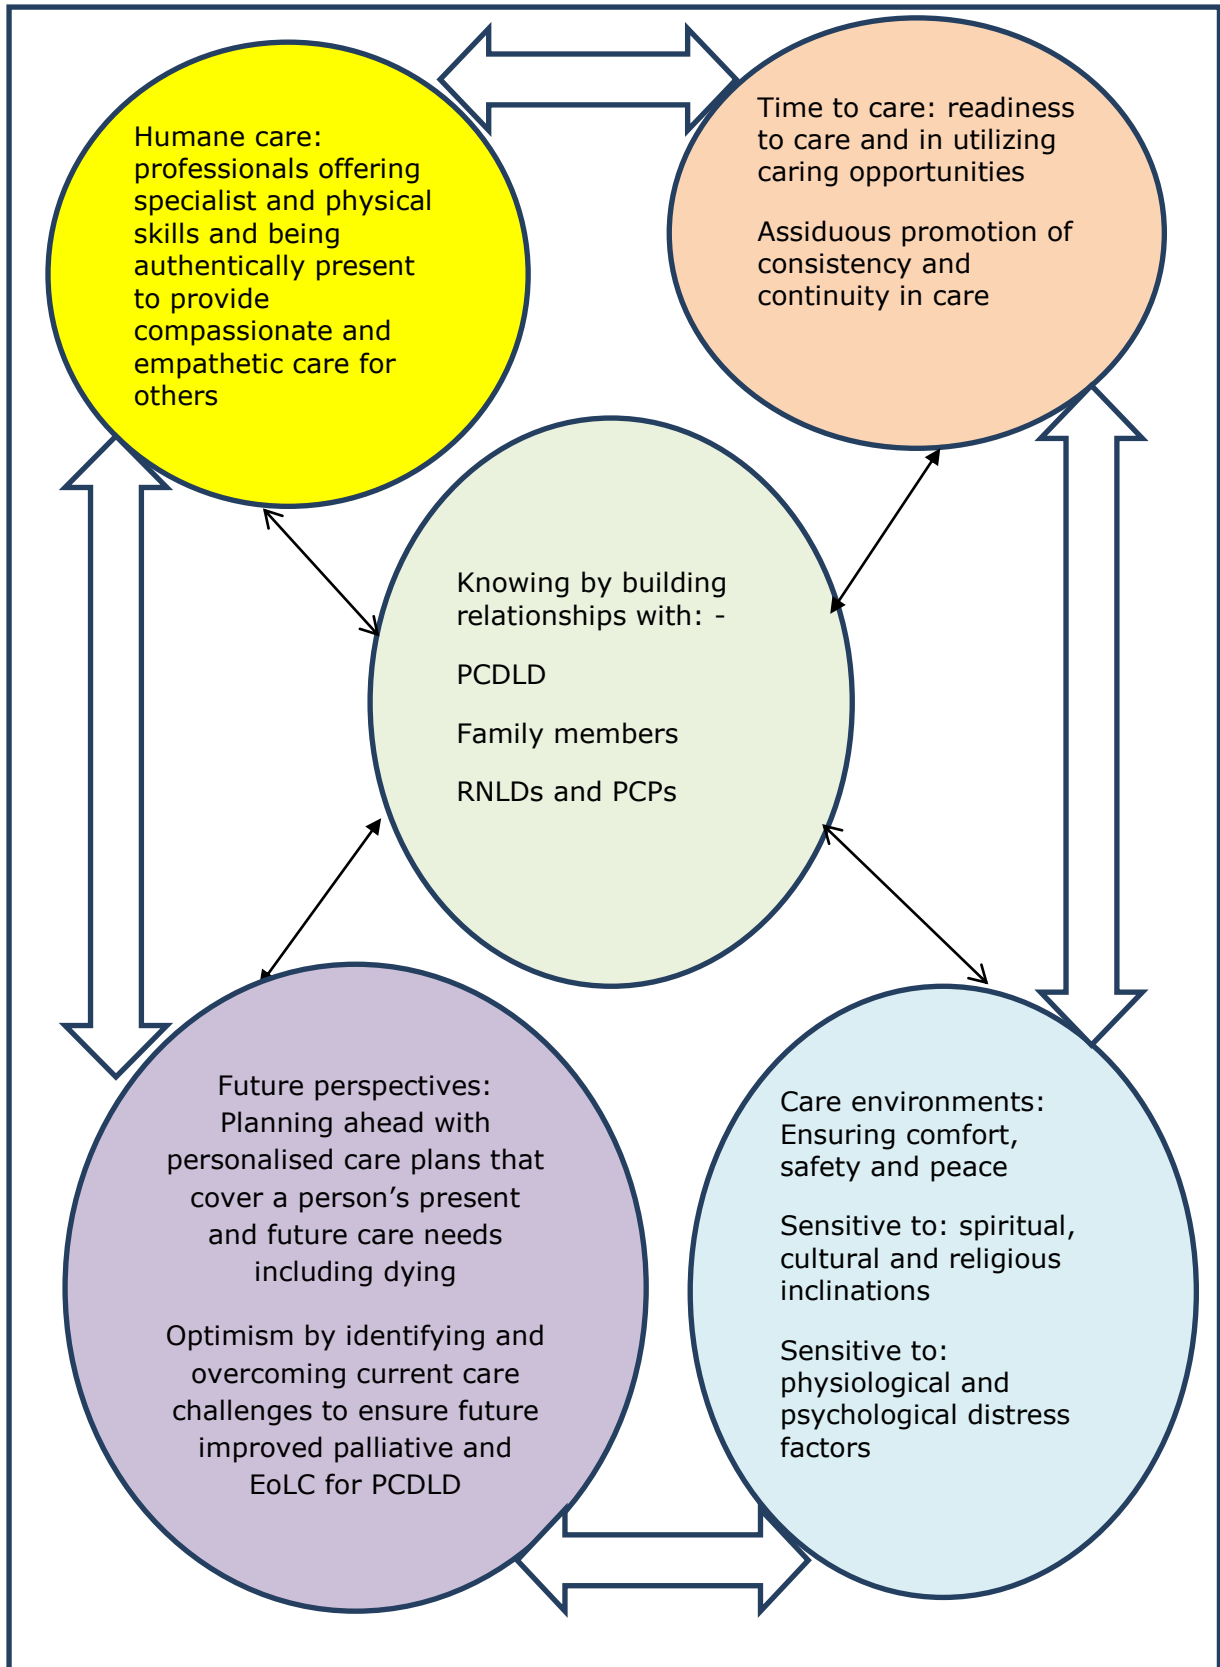 Humane care:
professionals offering
specialist and physical
skills and being
authentically present
to provide
compassionate and
empathetic care for
others
Time to care: readiness
to care and in utilizing
caring opportunities
Assiduous promotion of
consistency and
continuity in care
Knowing by building
relationships with: -
PCDLD
Family members
RNLDs and PCPs
Future perspectives:
Planning ahead with
personalised care plans that
cover a person’s present
and future care needs
including dying
Optimism by identifying and
overcoming current care
challenges to ensure future
improved palliative and
EoLC for PCDLD
Care environments:
Ensuring comfort,
safety and peace
Sensitive to: spiritual,
cultural and religious
inclinations
Sensitive to:
physiological and
psychological distress
factors